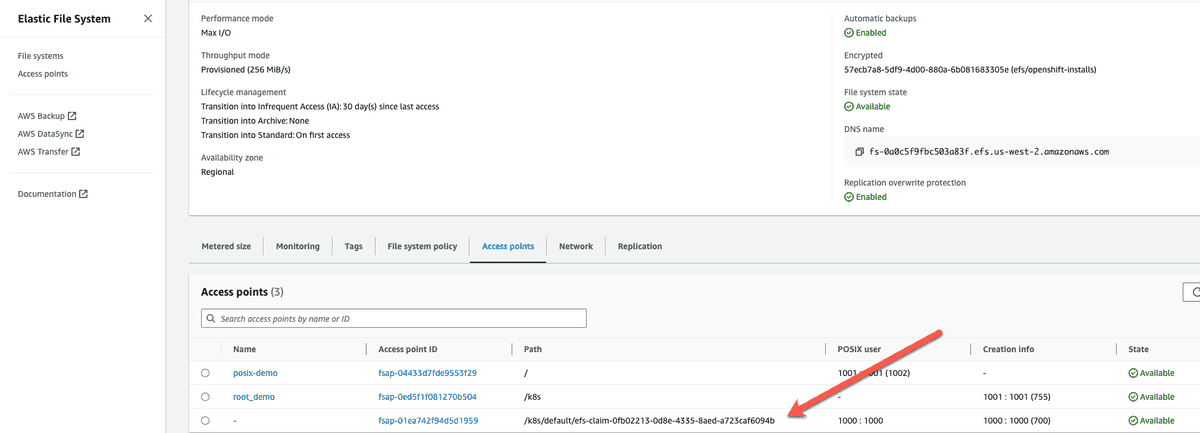 Elastic File System
File systems
Access points
AWS Backup
AWS DataSync
AWS Transfer
Documentation
Performance mode
Max I/O
Throughput mode
Provisioned (256 MiB/s)
Lifecycle management
Transition into Infrequent Access (IA): 30 day(s) since last access
Transition into Archive: None
Transition into Standard: On first access
Availability zone
Regional
Automatic backups
Enabled
Encrypted
57ecb7a8-5df9-4d00-880a-6b081683305e (efs/openshift-installs)
File system state
Available
DNS name
fs-0a0c5f9fbc503a83f.efs.us-west-2.amazonaws.com
Replication overwrite protection
Enabled
Metered size Monitoring Tags File system policy Access points Network Replication
Access points (3)
Search access points by name or ID
Name Access point ID Path POSIX user Creation info State
posix-demo fsap-04433d7fde9553f29 / 1001 : 1001 (1002) - Available
root_demo fsap-0ed5f1f081270b504 /k8s - 1001 : 1001 (755) Available
- fsap-01ea742f94d5d1959 /k8s/default/efs-claim-0fb02213-0d8e-4335-8aed-a723caf6094b 1000 : 1000 1000 : 1000 (700) Available